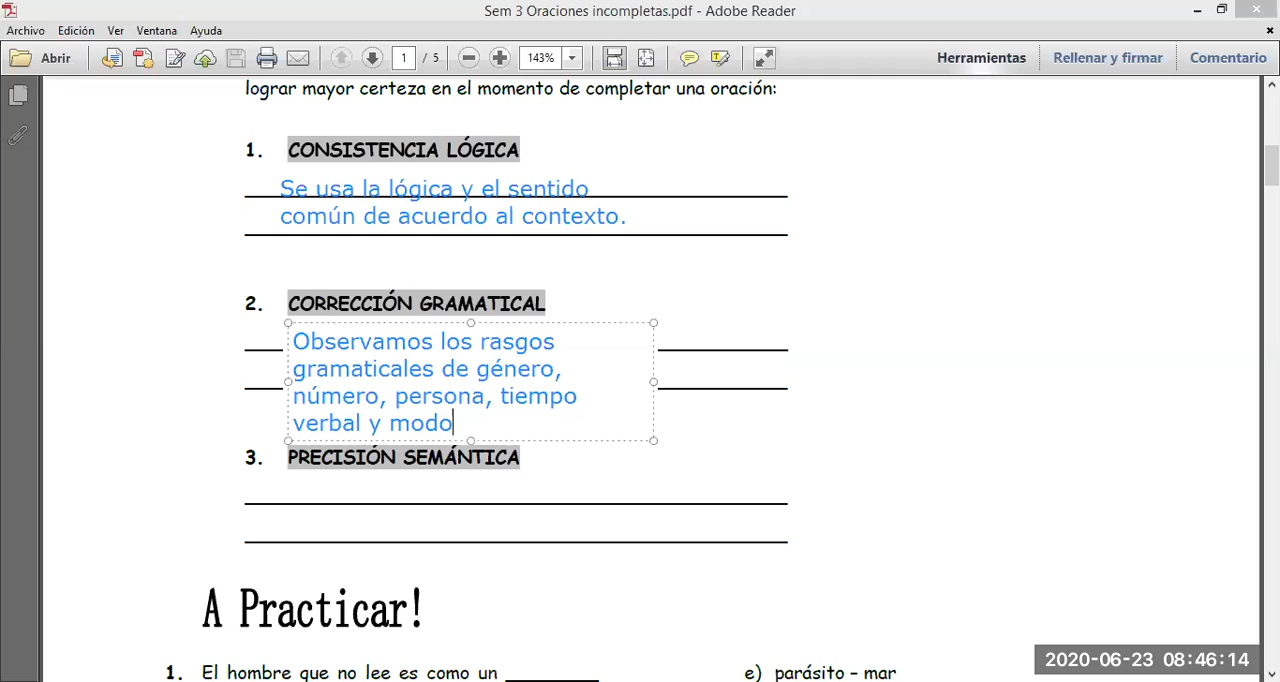 Sem 3 Oraciones incompletas.pdf - Adobe Reader
Archivo Edición Ver Ventana Ayuda
Abrir 1 / 5 143% Herramientas Rellenar y firmar Comentario
lograr mayor certeza en el momento de completar una oración:
1. CONSISTENCIA LÓGICA
Se usa la lógica y el sentido
común de acuerdo al contexto.
2. CORRECCIÓN GRAMATICAL
Observamos los rasgos
gramaticales de género,
número, persona, tiempo
verbal y modo
3. PRECISIÓN SEMÁNTICA
A Practicar!
1. El hombre que no lee es como un ________
e) parásito – mar
2020-06-23 08:46:14